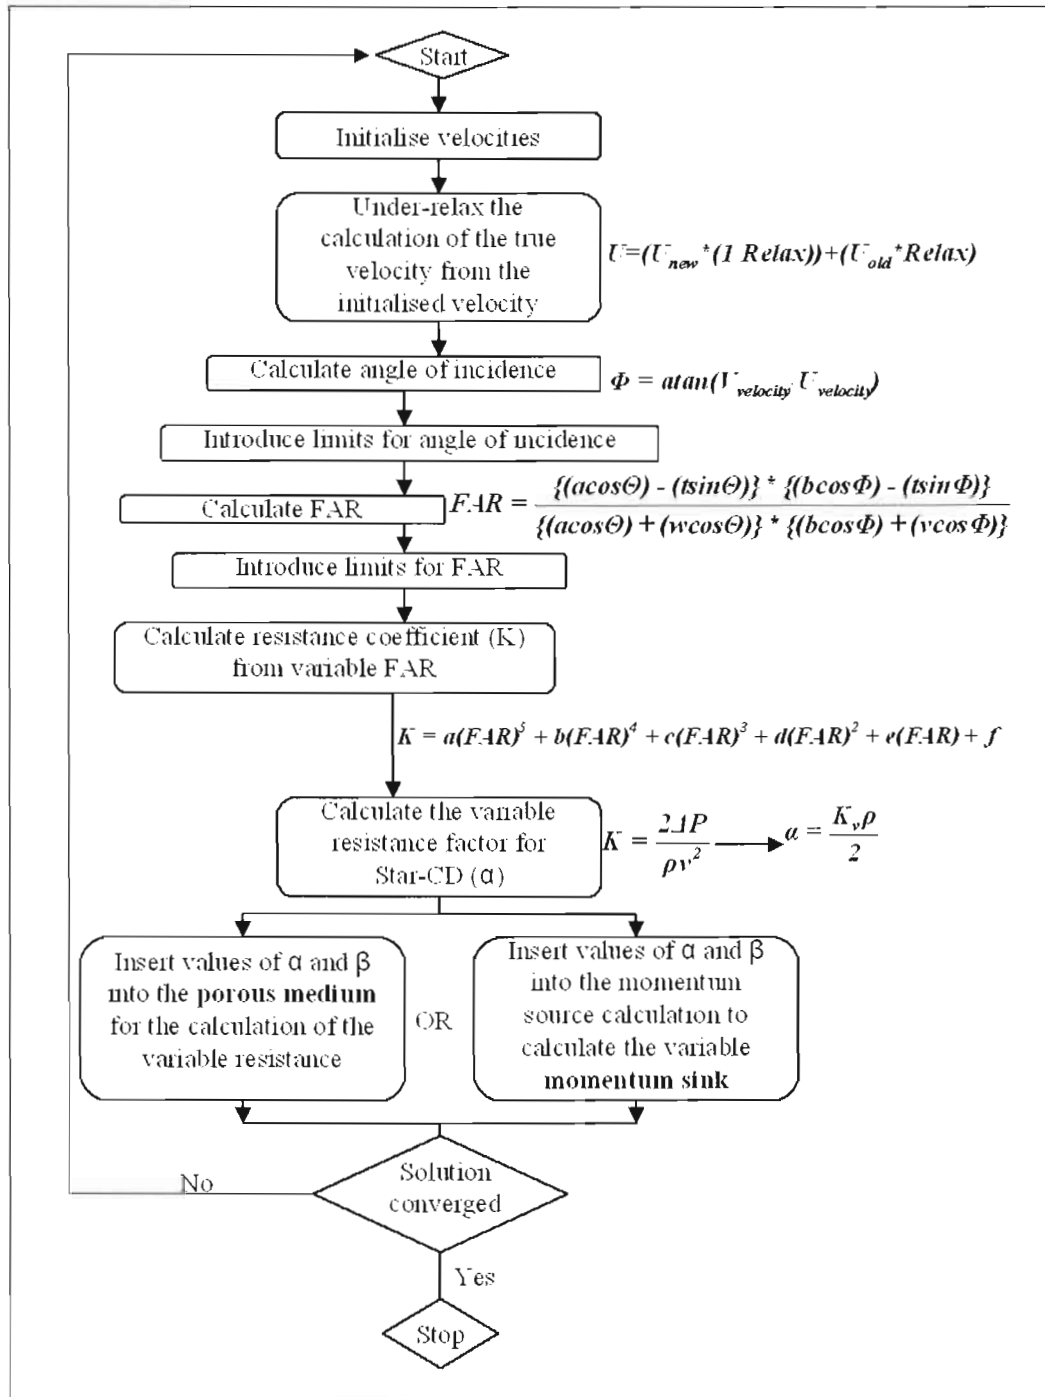 Start
Initialise velocities
Under-relax the
calculation of the true
velocity from the
initialised velocity
U=(U_new*(1 Relax))+(U_old*Relax)
Calculate angle of incidence
Φ = atan(V_velocity U_velocity)
Introduce limits for angle of incidence
Calculate FAR
FAR = {(acosΘ) - (tsinΘ)} * {(bcosΦ) - (tsinΦ)}
{(acosΘ) + (wcosΘ)} * {(bcosΦ) + (vcosΦ)}
Introduce limits for FAR
Calculate resistance coefficient (K)
from variable FAR
K = a(FAR)⁵ + b(FAR)⁴ + c(FAR)³ + d(FAR)² + e(FAR) + f
Calculate the variable
resistance factor for
Star-CD (α)
K = 2ΔP
ρv²
α = K_vρ
2
Insert values of α and β
into the porous medium
for the calculation of the
variable resistance
OR
Insert values of α and β
into the momentum
source calculation to
calculate the variable
momentum sink
Solution
converged
No
Yes
Stop